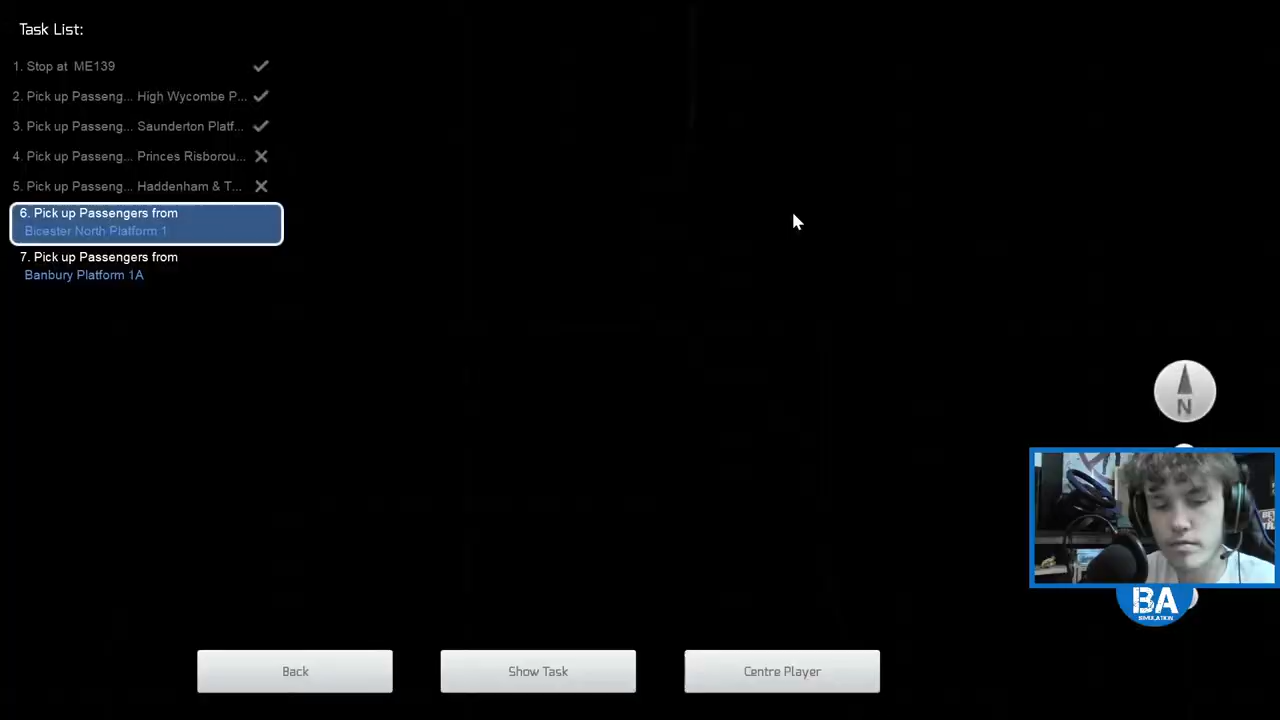 Task List:
1. Stop at ME139
2. Pick up Passeng... High Wycombe P...
3. Pick up Passeng... Saunderton Platf...
4. Pick up Passeng... Princes Risborou...
5. Pick up Passeng... Haddenham & T...
6. Pick up Passengers from
Bicester North Platform 1
7. Pick up Passengers from
Banbury Platform 1A
N
BA
SIMULATION
Back
Show Task
Centre Player